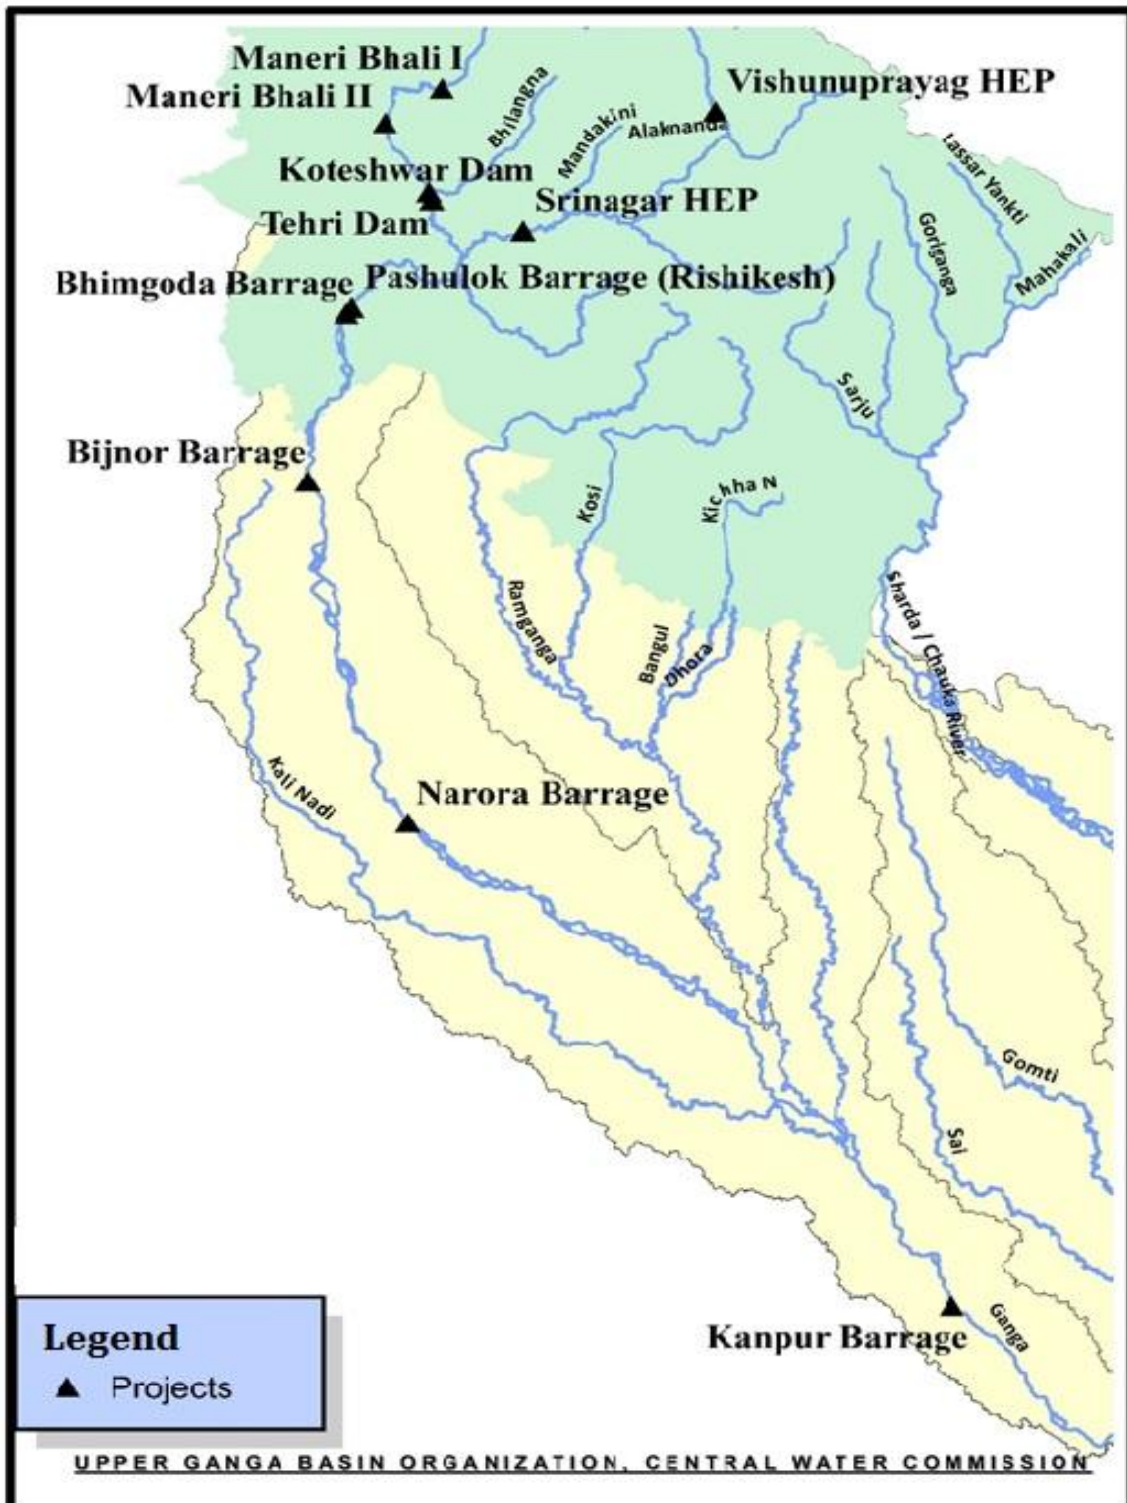 Maneri Bhali I
Vishunuprayag HEP
Maneri Bhali II
Bhilangna
Mandakini
Alaknanda
Lassar Yankti
Koteshwar Dam
Srinagar HEP
Tehri Dam
Goriganga
Mahakali
Bhimgoda Barrage
Pashulok Barrage (Rishikesh)
Sarju
Bijnor Barrage
Kosi
Kichha N
Ramganga
Bangul
Dhora
Sharda / Chauka River
Kali Nadi
Narora Barrage
Gomti
Sai
Ganga
Kanpur Barrage
Legend
Projects
UPPER GANGA BASIN ORGANIZATION, CENTRAL WATER COMMISSION